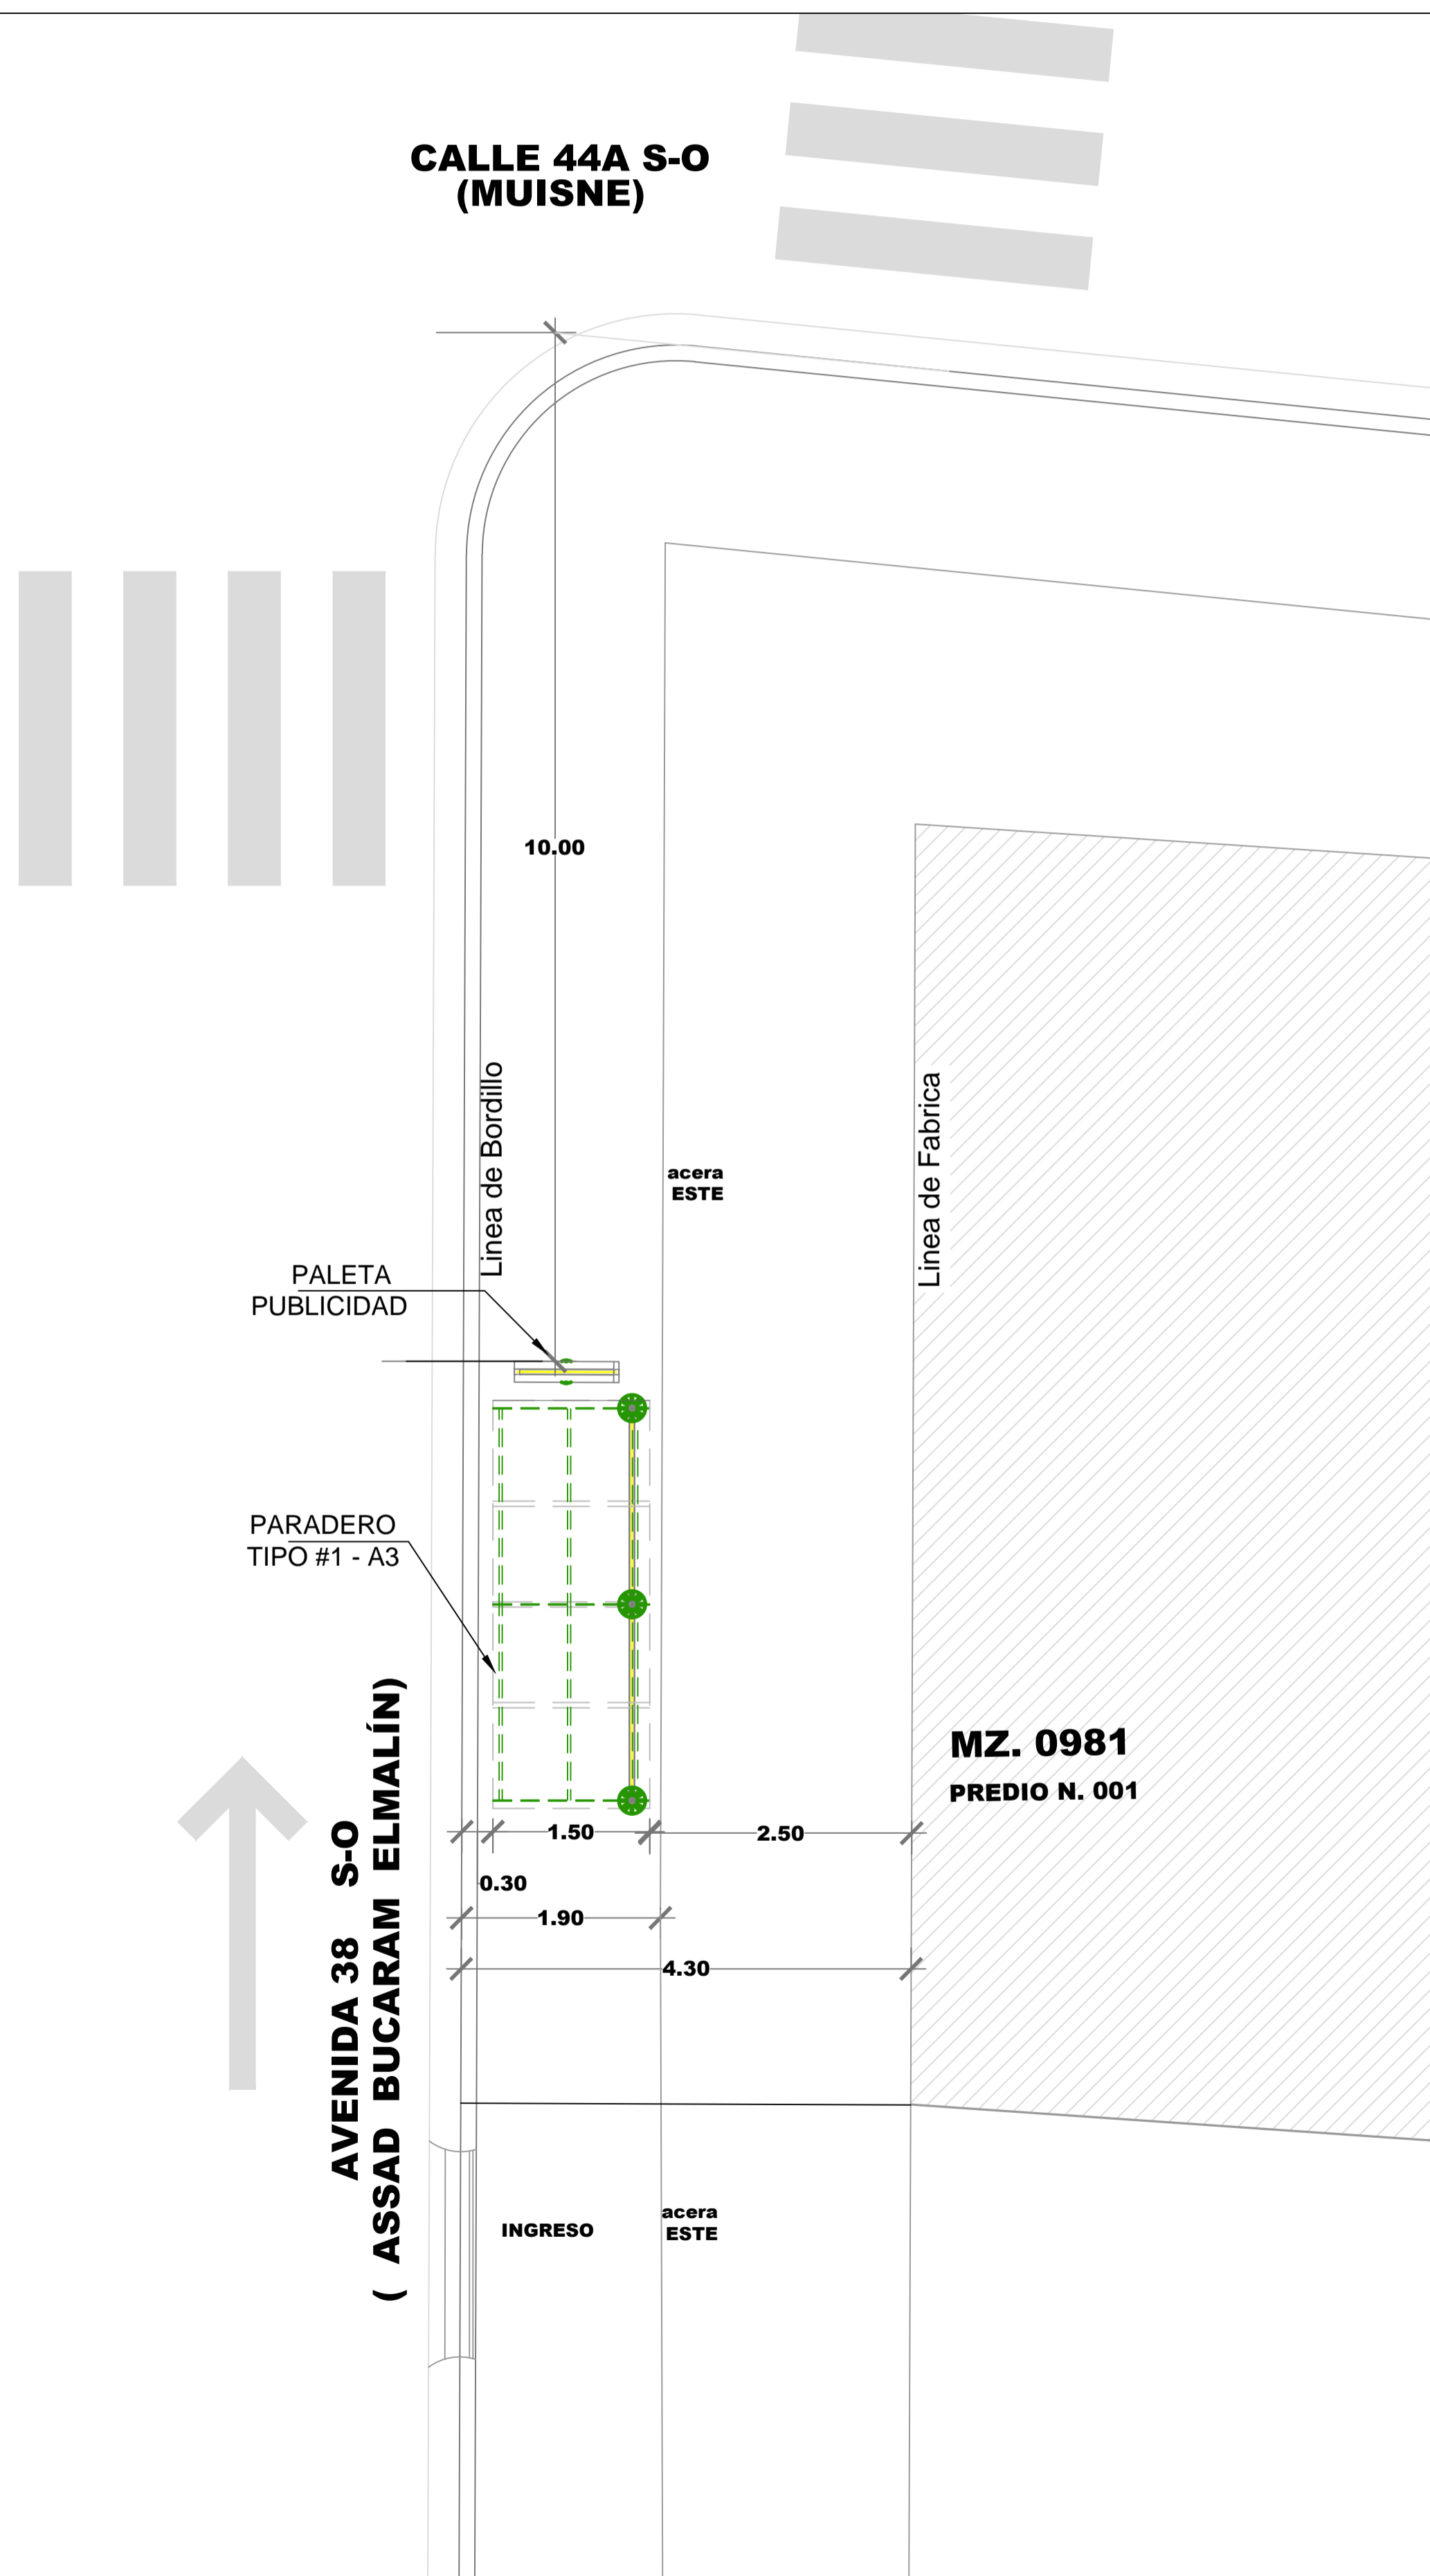 CALLE 44A S-O
(MUISNE)
10.00
Linea de Bordillo
Linea de Fabrica
acera
ESTE
PALETA
PUBLICIDAD
PARADERO
TIPO #1 - A3
AVENIDA 38 S-O
( ASSAD BUCARAM ELMALÍN)
MZ. 0981
PREDIO N. 001
1.50
2.50
0.30
1.90
4.30
INGRESO
acera
ESTE